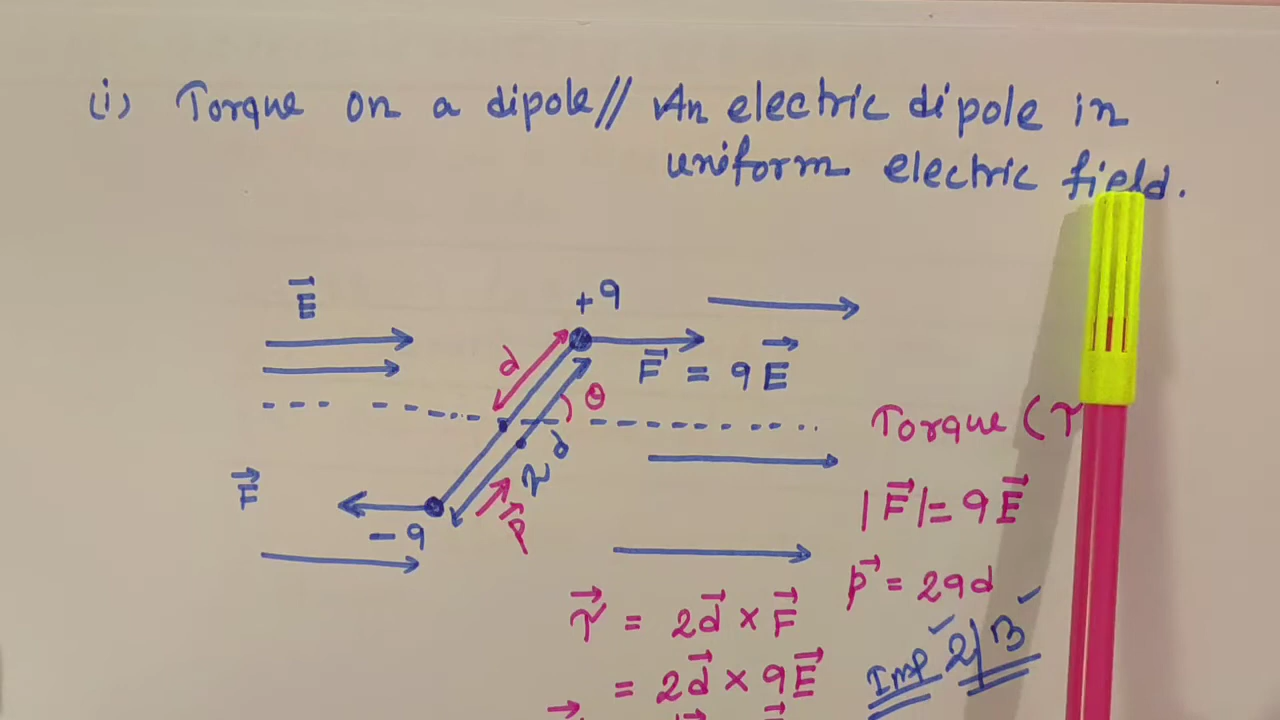 (i) Torque on a dipole// An electric dipole in
uniform electric field.
E⃗
+q
d
F⃗ = qE⃗
θ
2d
F⃗
-q
p⃗
Torque (τ
|F⃗|= qE⃗
p⃗ = 2qd
τ⃗ = 2d⃗ × F⃗
= 2d⃗ × qE⃗
Imp 2/3